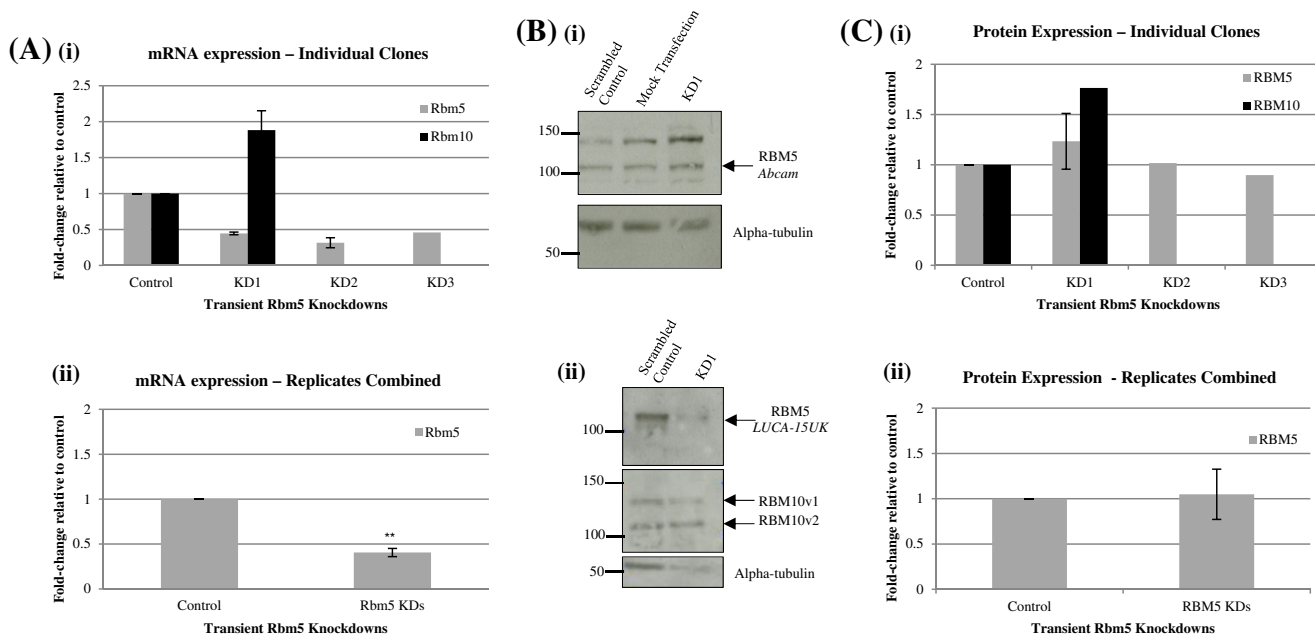 (A) (i)
mRNA expression – Individual Clones
2.5
2
1.5
1
0.5
0
Fold-change relative to control
Rbm5
Rbm10
Control KD1 KD2 KD3
Transient Rbm5 Knockdowns
(ii)
mRNA expression – Replicates Combined
2
1.5
1
0.5
0
Fold-change relative to control
Rbm5
**
Control Rbm5 KDs
Transient Rbm5 Knockdowns
(B) (i)
Scrambled
Control
Mock Transfection
KD1
150
100
RBM5
Abcam
50
Alpha-tubulin
(ii)
Scrambled
Control
KD1
100
RBM5
LUCA-15UK
150
100
RBM10v1
RBM10v2
50
Alpha-tubulin
(C) (i)
Protein Expression – Individual Clones
2
1.5
1
0.5
0
Fold-change relative to control
RBM5
RBM10
Control KD1 KD2 KD3
Transient Rbm5 Knockdowns
(ii)
Protein Expression - Replicates Combined
2
1.5
1
0.5
0
Fold-change relative to control
RBM5
Control RBM5 KDs
Transient Rbm5 Knockdowns